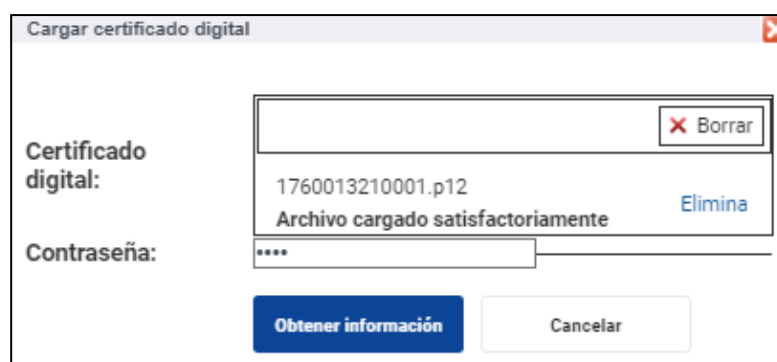 Cargar certificado digital
Borrar
Certificado
digital:
1760013210001.p12
Elimina
Archivo cargado satisfactoriamente
Contraseña:
••••
Obtener información
Cancelar